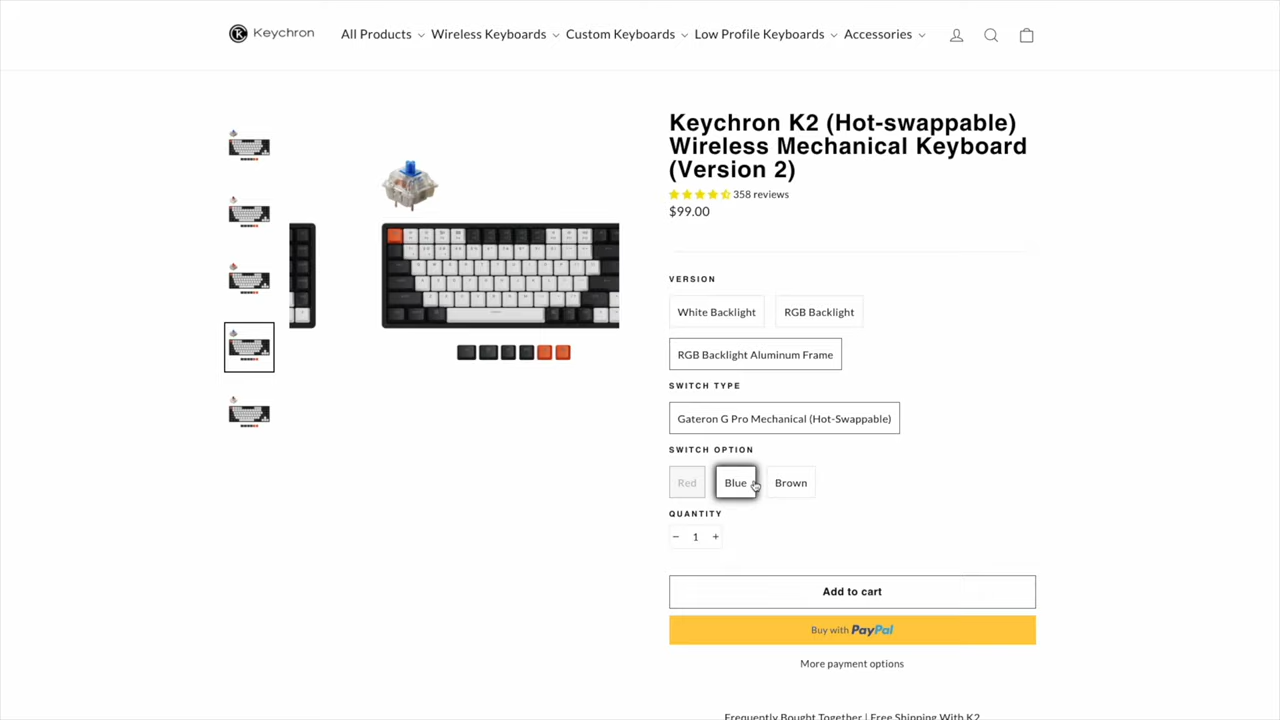 Keychron
All Products
Wireless Keyboards
Custom Keyboards
Low Profile Keyboards
Accessories
Keychron K2 (Hot-swappable)
Wireless Mechanical Keyboard
(Version 2)
358 reviews
$99.00
VERSION
White Backlight
RGB Backlight
RGB Backlight Aluminum Frame
SWITCH TYPE
Gateron G Pro Mechanical (Hot-Swappable)
SWITCH OPTION
Red
Blue
Brown
QUANTITY
− 1 +
Add to cart
Buy with PayPal
More payment options
Frequently Bought Together | Free Shipping With K2